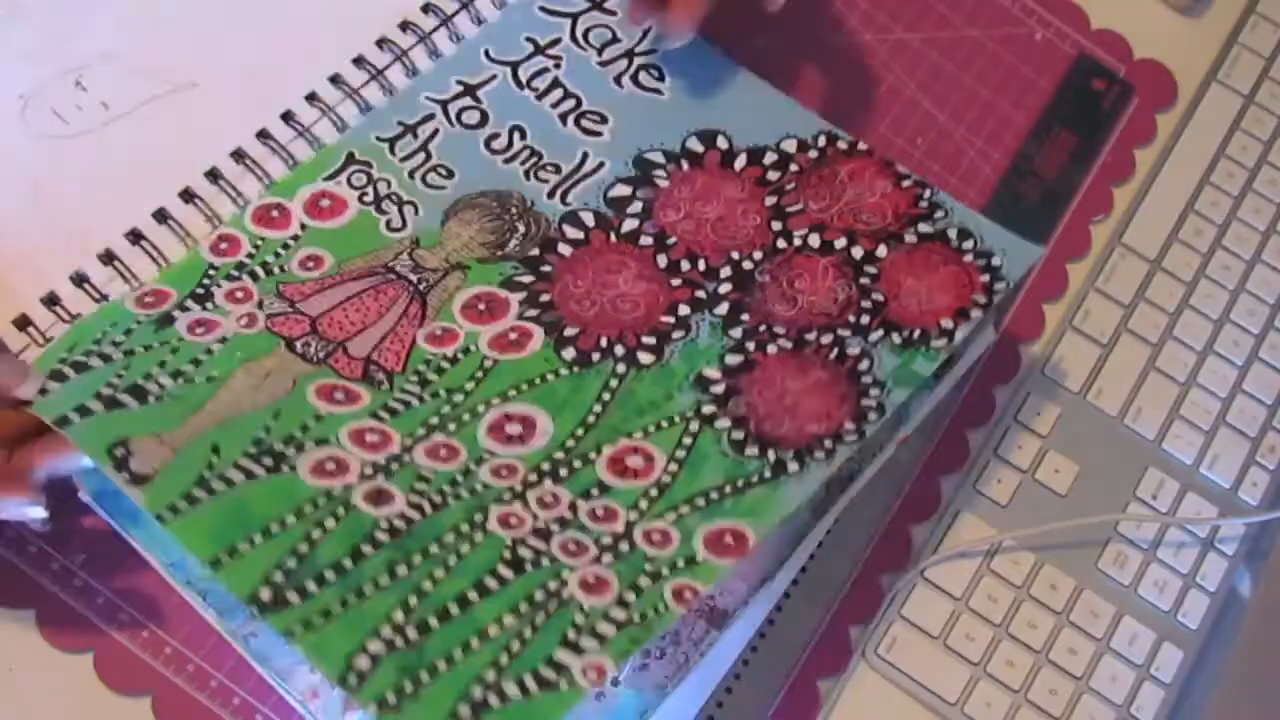 take
time
to smell
the
roses